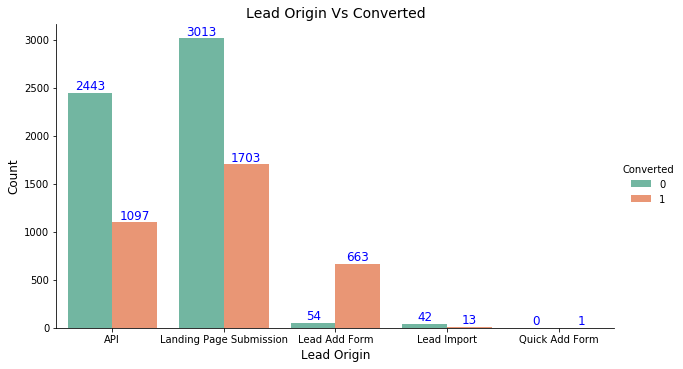 Lead Origin Vs Converted
3013
3000
2443
2500
2000
1703
1500
1097
1000
663
500
54
42
13
0
1
0
Count
API
Landing Page Submission
Lead Add Form
Lead Import
Quick Add Form
Lead Origin
Converted
0
1